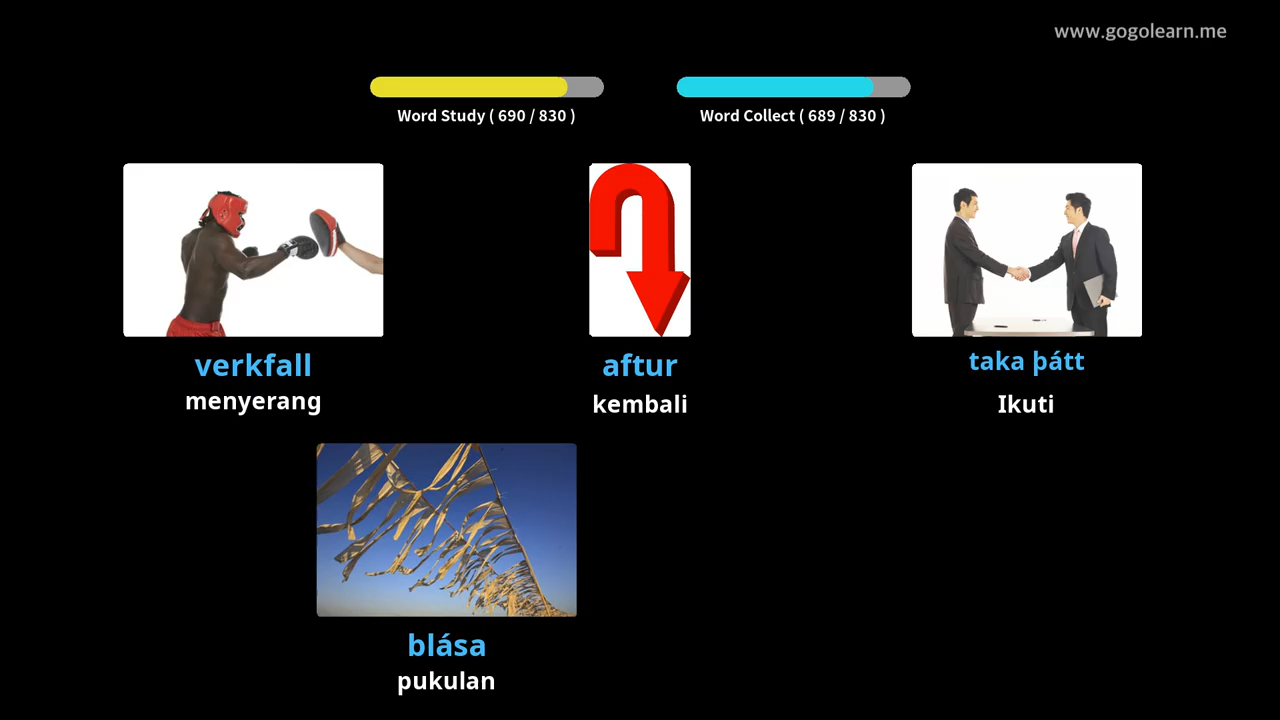 www.gogolearn.me
Word Study ( 690 / 830 )
Word Collect ( 689 / 830 )
verkfall
menyerang
aftur
kembali
taka þátt
Ikuti
blása
pukulan